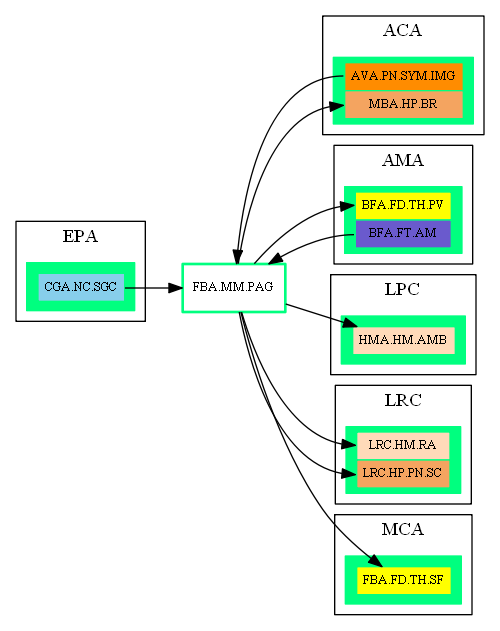 ACA
AVA.PN.SYM.IMG
MBA.HP.BR
AMA
BFA.FD.TH.PV
BFA.FT.AM
EPA
CGA.NC.SGC
FBA.MM.PAG
LPC
HMA.HM.AMB
LRC
LRC.HM.RA
LRC.HP.PN.SC
MCA
FBA.FD.TH.SF